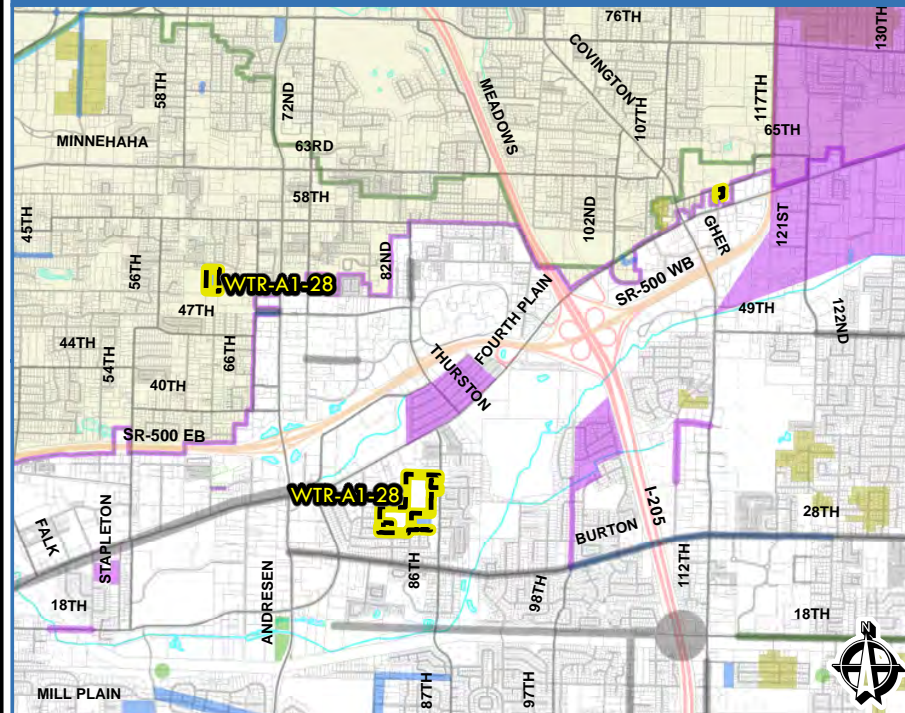 76TH
130TH
COVINGTON
58TH
72ND
MEADOWS
107TH
117TH
65TH
MINNEHAHA
63RD
58TH
45TH
102ND
GHER
121ST
56TH
82ND
WTR-A1-28
SR-500 WB
47TH
FOURTH PLAIN
49TH
122ND
44TH
54TH
66TH
THURSTON
40TH
SR-500 EB
WTR-A1-28
I-205
28TH
FALK
STAPLETON
BURTON
86TH
112TH
98TH
18TH
ANDRESEN
18TH
N
MILL PLAIN
87TH
97TH